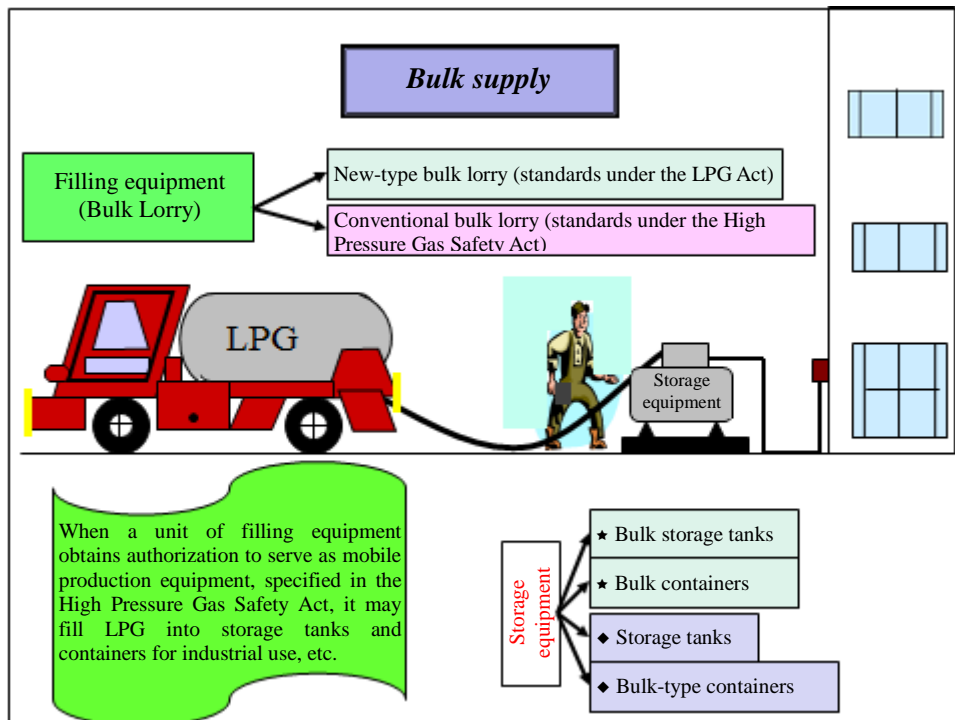 Bulk supply
Filling equipment
(Bulk Lorry)
New-type bulk lorry (standards under the LPG Act)
Conventional bulk lorry (standards under the High
Pressure Gas Safety Act)
LPG
Storage
equipment
When a unit of filling equipment
obtains authorization to serve as mobile
production equipment, specified in the
High Pressure Gas Safety Act, it may
fill LPG into storage tanks and
containers for industrial use, etc.
Storage
equipment
★ Bulk storage tanks
★ Bulk containers
◆ Storage tanks
◆ Bulk-type containers